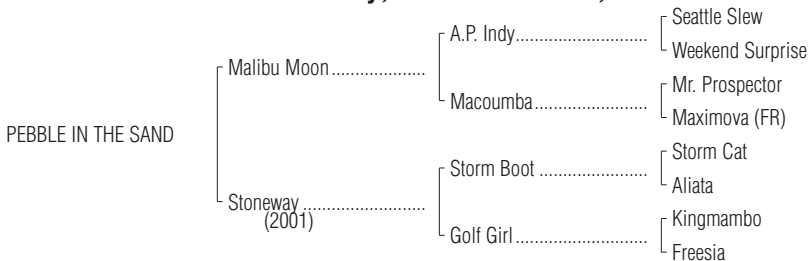 Seattle Slew
A.P. Indy
Weekend Surprise
Malibu Moon
Mr. Prospector
Macoumba
Maximova (FR)
PEBBLE IN THE SAND
Storm Cat
Storm Boot
Aliata
Stoneway
(2001)
Kingmambo
Golf Girl
Freesia